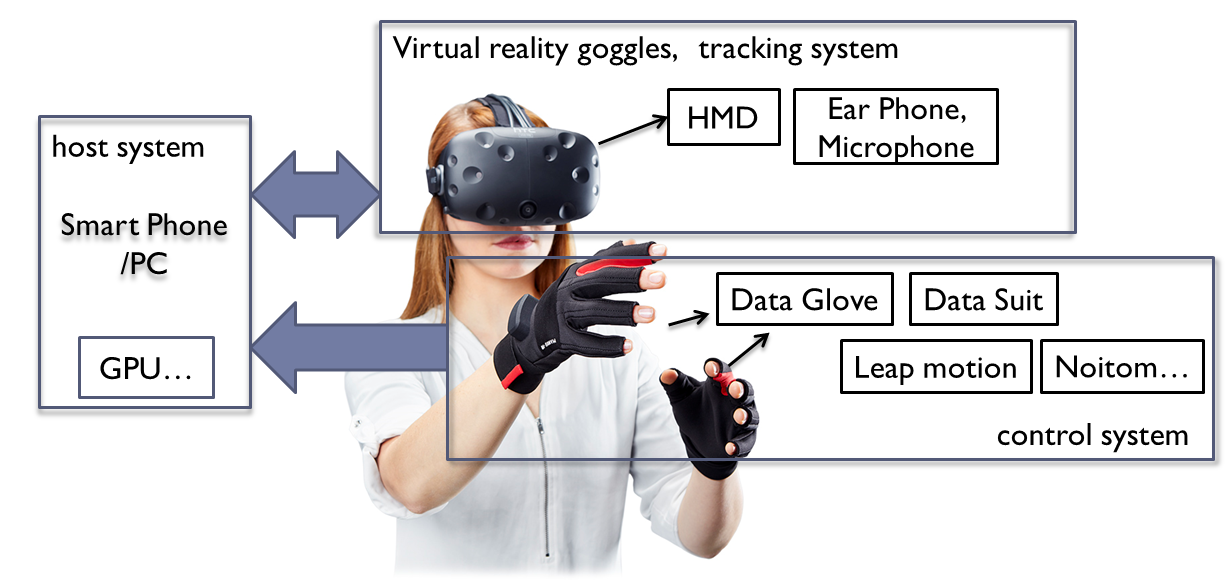 Virtual reality goggles, tracking system
HMD
Ear Phone,
Microphone
host system
Smart Phone
/PC
GPU...
Data Glove
Data Suit
Leap motion
Noitom...
control system